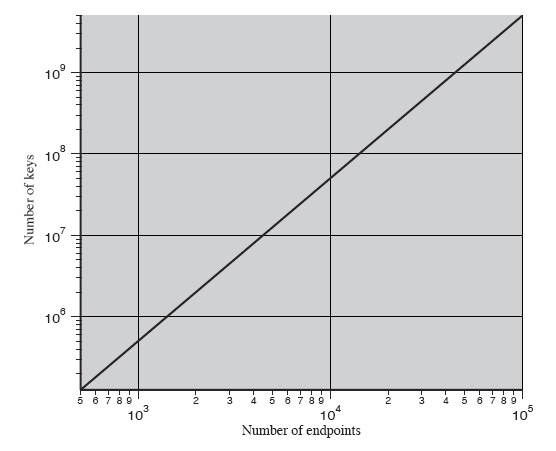 Number of keys
10⁹
10⁸
10⁷
10⁶
5 6 7 8 9 2 3 4 5 6 7 8 9 2 3 4 5 6 7 8 9
10³ 10⁴ 10⁵
Number of endpoints